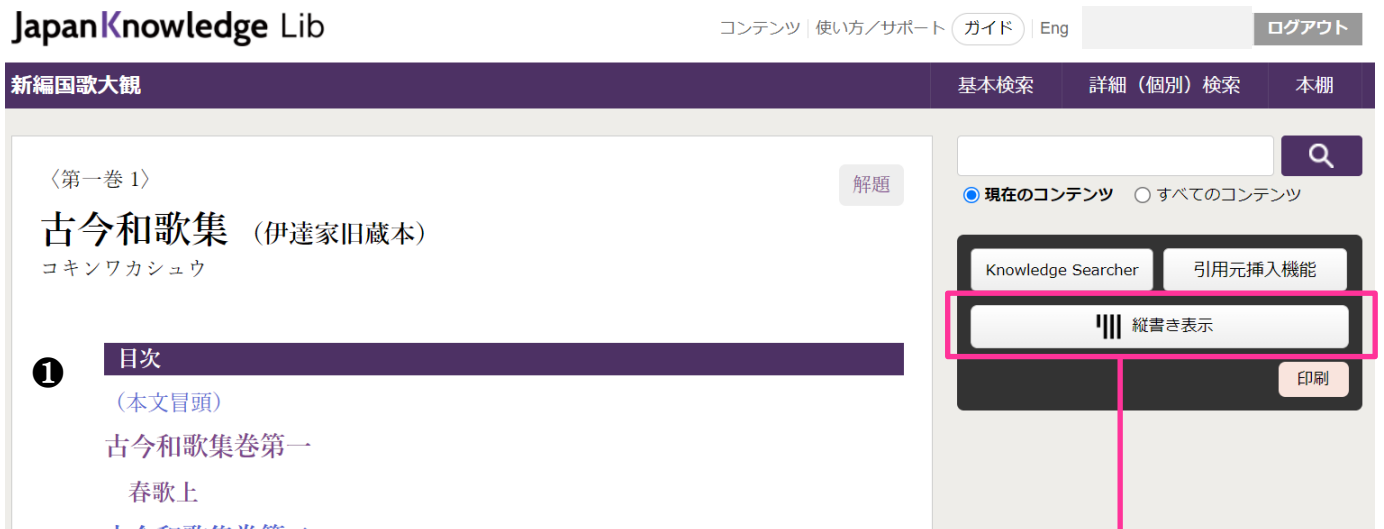 JapanKnowledge Lib
コンテンツ 使い方／サポート ガイド Eng ログアウト
新編国歌大観 基本検索 詳細（個別）検索 本棚
〈第一巻 1〉
解題
古今和歌集 （伊達家旧蔵本）
コキンワカシュウ
❶
目次
（本文冒頭）
古今和歌集巻第一
春歌上
現在のコンテンツ すべてのコンテンツ
Knowledge Searcher 引用元挿入機能
縦書き表示
印刷